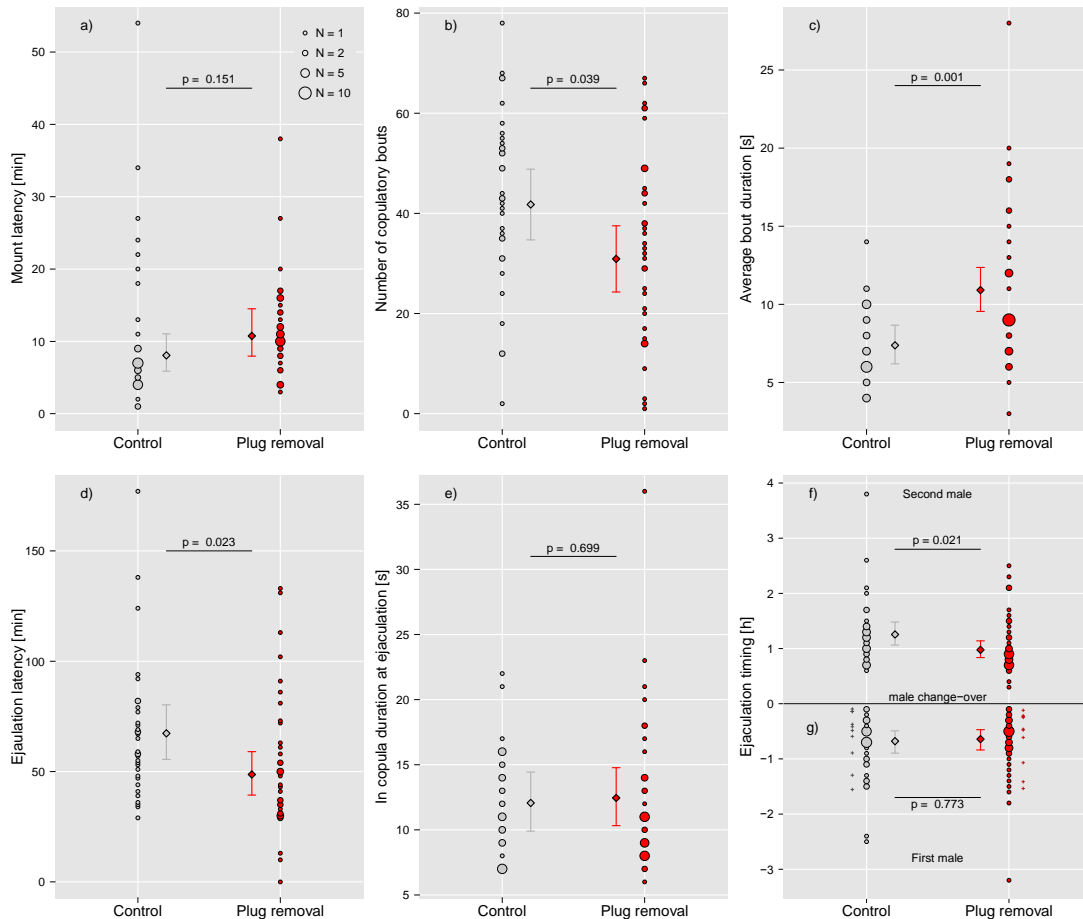 a)
N = 1
N = 2
N = 5
N = 10
p = 0.151
Mount latency [min]
0
10
20
30
40
50
Control
Plug removal
b)
p = 0.039
Number of copulatory bouts
0
20
40
60
80
Control
Plug removal
c)
p = 0.001
Average bout duration [s]
5
10
15
20
25
Control
Plug removal
d)
p = 0.023
Ejaulation latency [min]
0
50
100
150
Control
Plug removal
e)
p = 0.699
In copula duration at ejaculation [s]
5
10
15
20
25
30
35
Control
Plug removal
f)
Second male
p = 0.021
male change−over
g)
p = 0.773
First male
Ejaculation timing [h]
−3
−2
−1
0
1
2
3
4
Control
Plug removal